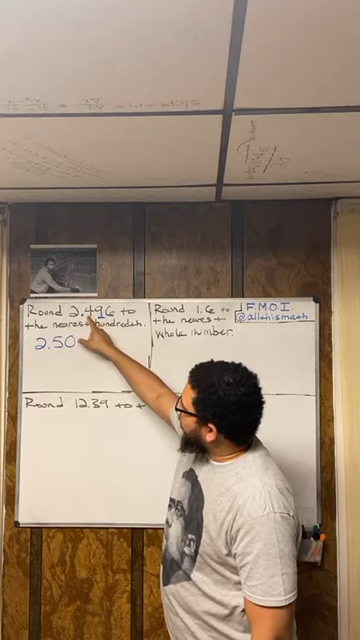 Round 2.496 to
the nearest hundredth.
2.50
Round 1.6 to
the nearest
whole number.
F.M.O.I
@allthismath
Round 12.39 to t